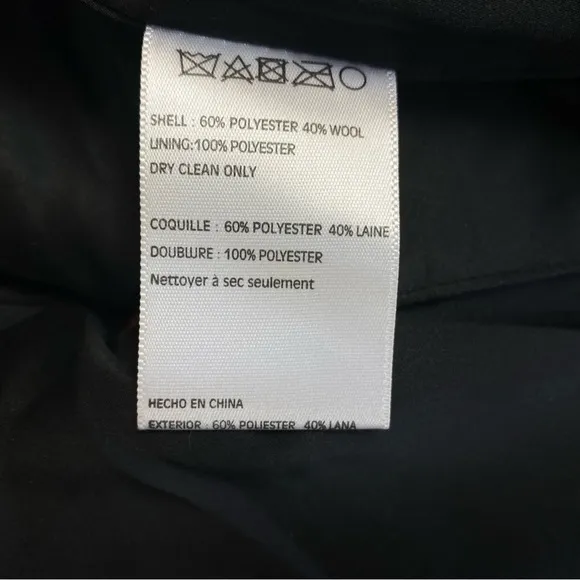 SHELL : 60% POLYESTER 40% WOOL
LINING:100% POLYESTER
DRY CLEAN ONLY
COQUILLE : 60% POLYESTER 40% LAINE
DOUBLURE : 100% POLYESTER
Nettoyer à sec seulement
HECHO EN CHINA
EXTERIOR : 60% POLIESTER 40% LANA